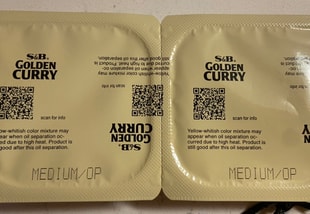 S&B
GOLDEN
CURRY
scan for info
Yellow-whitish color mixture may
appear when oil separation oc-
curred due to high heat. Product is
still good after this oil separation.
MEDIUM/OP
S&B
GOLDEN
CURRY
scan for info
S&B
GOLDEN
CURRY
scan for info
Yellow-whitish color mixture may
appear when oil separation oc-
curred due to high heat. Product is
still good after this oil separation.
MEDIUM/OP